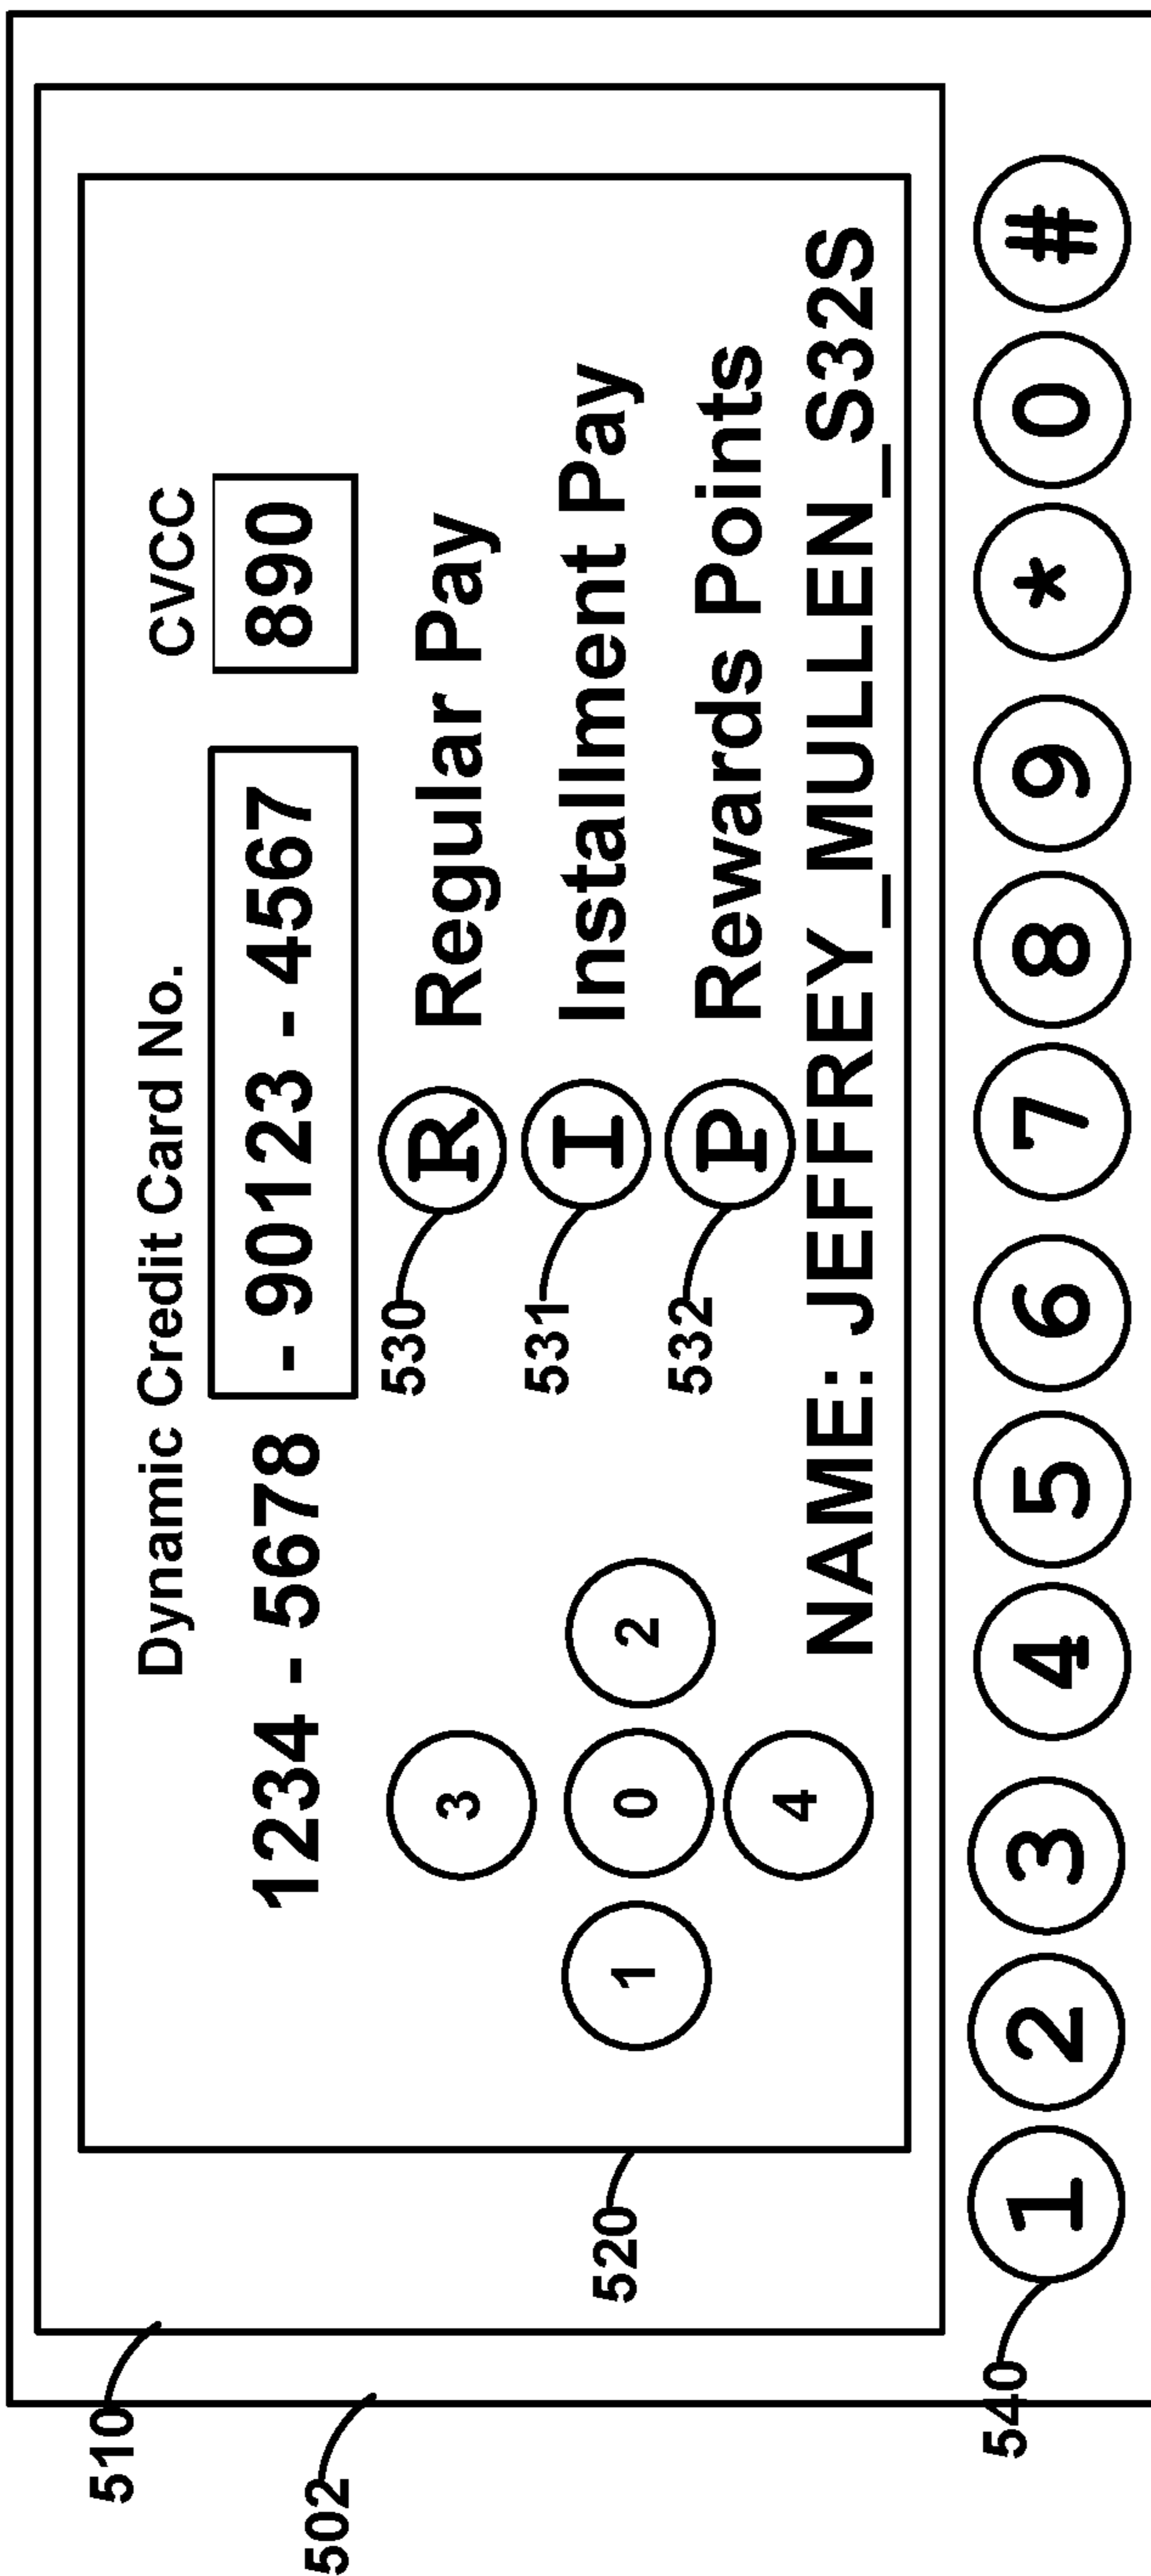 510
502
Dynamic Credit Card No. CVCC
1234 - 5678 - 90123 - 4567 890
3 530 R Regular Pay
520 1 0 2 531 I Installment Pay
4 532 P Rewards Points
NAME: JEFFREY_MULLEN_S32S
540
1 2 3 4 5 6 7 8 9 * 0 #